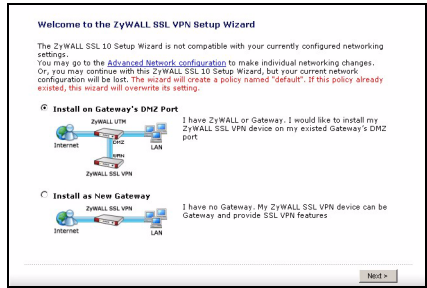 Welcome to the ZyWALL SSL VPN Setup Wizard
The ZyWALL SSL 10 Setup Wizard is not compatible with your currently configured networking
settings.
You may go to the Advanced Network configuration to make individual networking changes.
Or, you may continue with this ZyWALL SSL 10 Setup Wizard, but your current network
configuration will be lost. The wizard will create a policy named "default". If this policy already
existed, this wizard will overwrite its setting.
Install on Gateway's DMZ Port
ZyWALL UTM
DMZ
Internet
LAN
VPN
ZyWALL SSL VPN
I have ZyWALL or Gateway. I would like to install my
ZyWALL SSL VPN device on my existed Gateway's DMZ
port
Install as New Gateway
ZyWALL SSL VPN
Internet
LAN
I have no Gateway. My ZyWALL SSL VPN device can be
Gateway and provide SSL VPN features
Next >